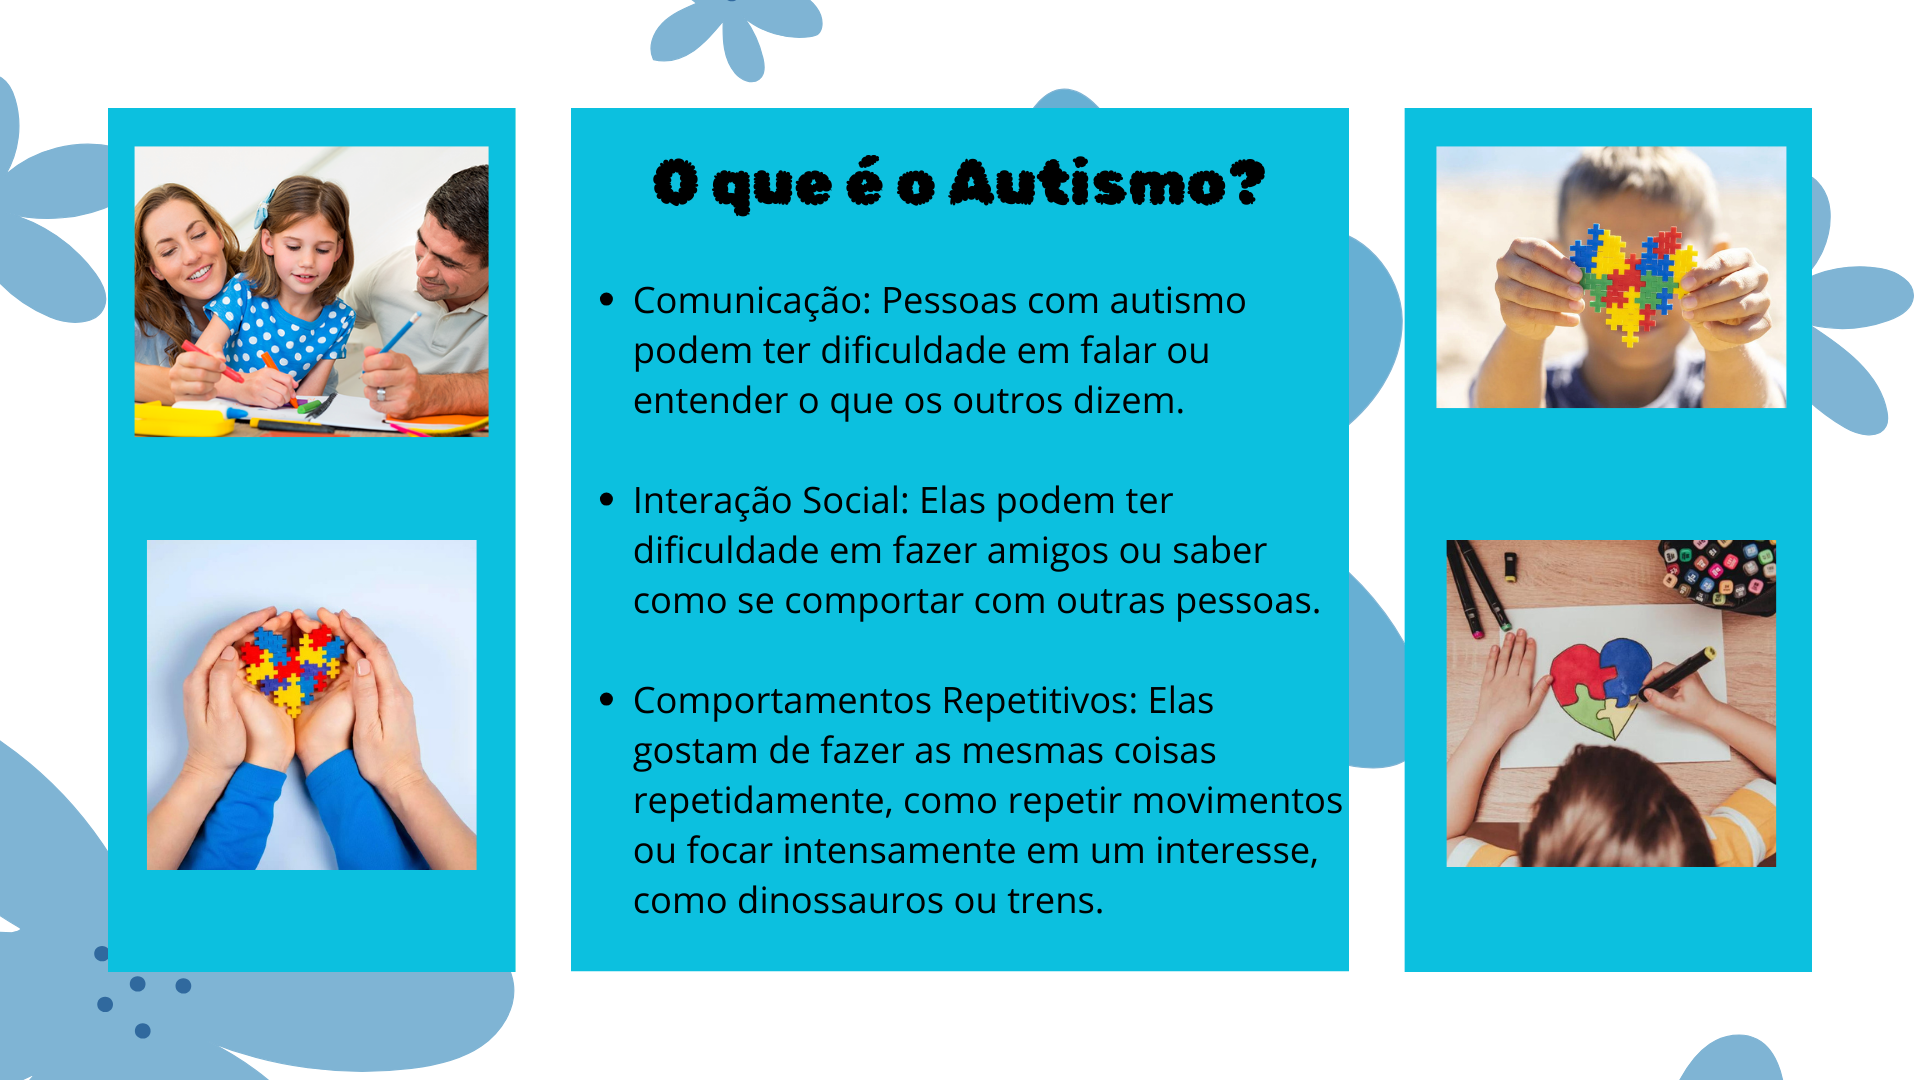 O que é o Autismo?
• Comunicação: Pessoas com autismo
podem ter dificuldade em falar ou
entender o que os outros dizem.
• Interação Social: Elas podem ter
dificuldade em fazer amigos ou saber
como se comportar com outras pessoas.
• Comportamentos Repetitivos: Elas
gostam de fazer as mesmas coisas
repetidamente, como repetir movimentos
ou focar intensamente em um interesse,
como dinossauros ou trens.